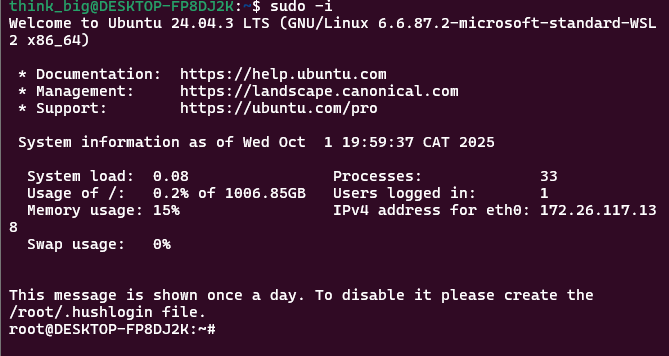 think_big@DESKTOP-FP8DJ2K:~$ sudo -i
Welcome to Ubuntu 24.04.3 LTS (GNU/Linux 6.6.87.2-microsoft-standard-WSL
2 x86_64)
* Documentation:  https://help.ubuntu.com
* Management:     https://landscape.canonical.com
* Support:        https://ubuntu.com/pro
System information as of Wed Oct  1 19:59:37 CAT 2025
System load:  0.08                Processes:             33
Usage of /:   0.2% of 1006.85GB   Users logged in:       1
Memory usage: 15%                 IPv4 address for eth0: 172.26.117.13
8
Swap usage:   0%
This message is shown once a day. To disable it please create the
/root/.hushlogin file.
root@DESKTOP-FP8DJ2K:~#